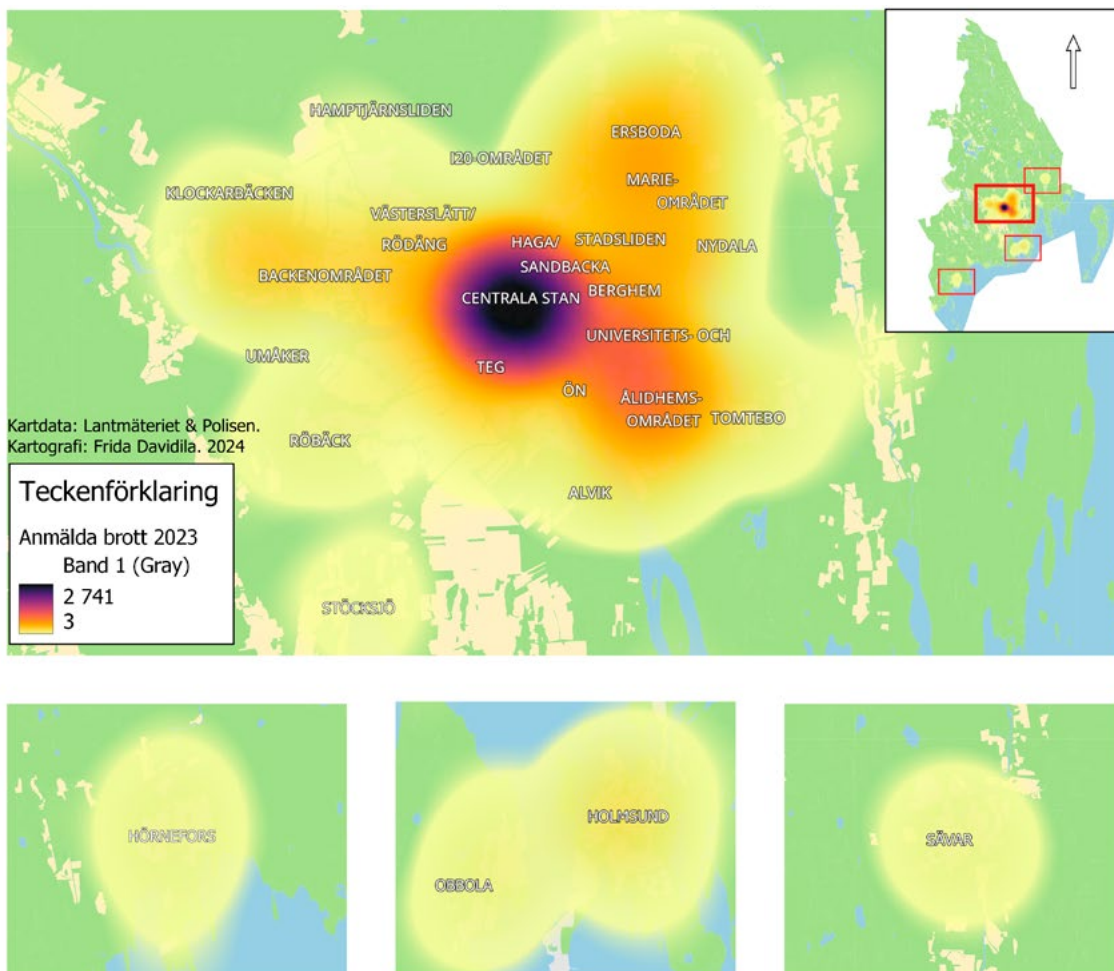 HAMPTJÄRNSLIDEN
ERSBODA
I20-OMRÅDET
MARIE-
OMRÅDET
KLOCKARBÄCKEN
VÄSTERSLÄTT/
RÖDÄNG
HAGA/
SANDBACKA
STADSLIDEN
NYDALA
BACKENOMRÅDET
CENTRALA STAN
BERGHEM
UNIVERSITETS- OCH
UMÅKER
TEG
ÖN
ÅLIDHEMS-
OMRÅDET
TOMTEBO
RÖBÄCK
ALVIK
STÖCKSJÖ
Kartdata: Lantmäteriet & Polisen.
Kartografi: Frida Davidila. 2024
Teckenförklaring
Anmälda brott 2023
Band 1 (Gray)
2 741
3
HÖRNEFORS
OBBOLA
HOLMSUND
SÄVAR